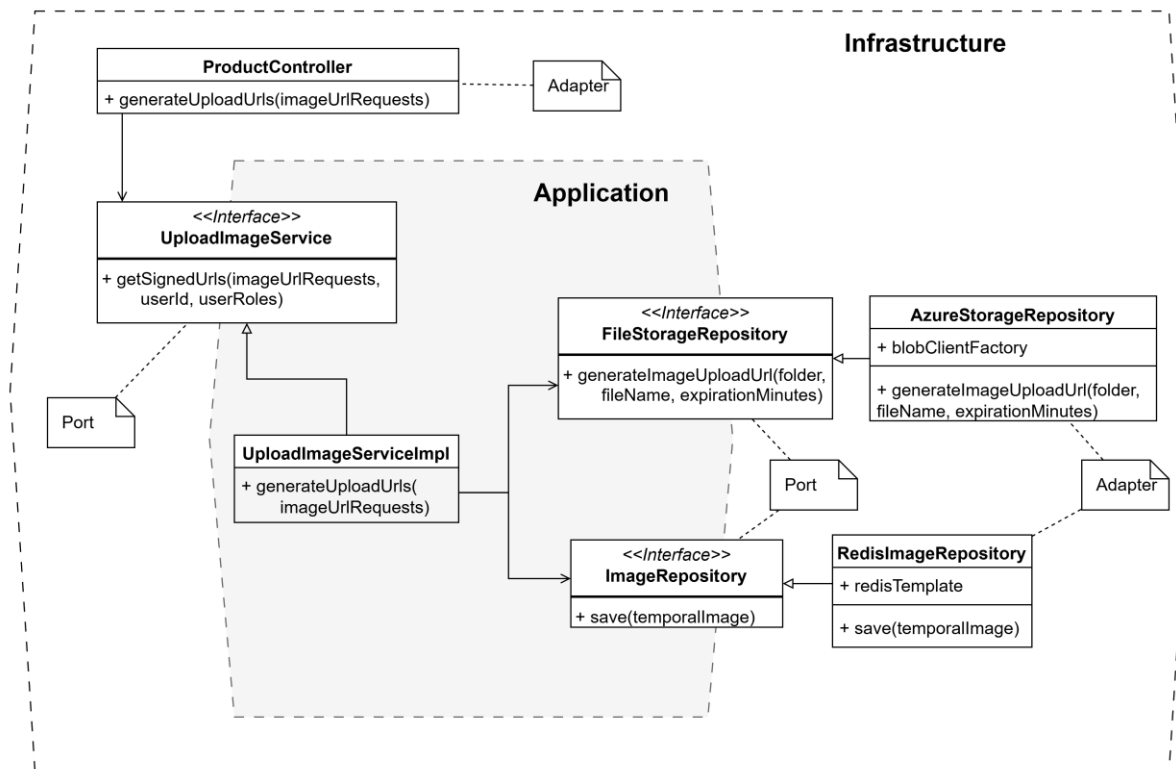 Infrastructure
ProductController
+ generateUploadUrls(imageUrlRequests)
Adapter
Application
<<Interface>>
UploadImageService
+ getSignedUrls(imageUrlRequests,
userId, userRoles)
Port
UploadImageServiceImpl
+ generateUploadUrls(
imageUrlRequests)
<<Interface>>
FileStorageRepository
+ generateImageUploadUrl(folder,
fileName, expirationMinutes)
AzureStorageRepository
+ blobClientFactory
+ generateImageUploadUrl(folder,
fileName, expirationMinutes)
Port
Adapter
<<Interface>>
ImageRepository
+ save(temporalImage)
RedisImageRepository
+ redisTemplate
+ save(temporalImage)